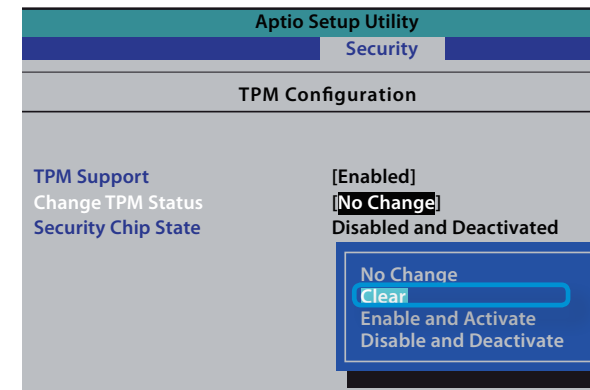 Aptio Setup Utility
Security
TPM Configuration
TPM Support [Enabled]
Change TPM Status [No Change]
Security Chip State Disabled and Deactivated
No Change
Clear
Enable and Activate
Disable and Deactivate